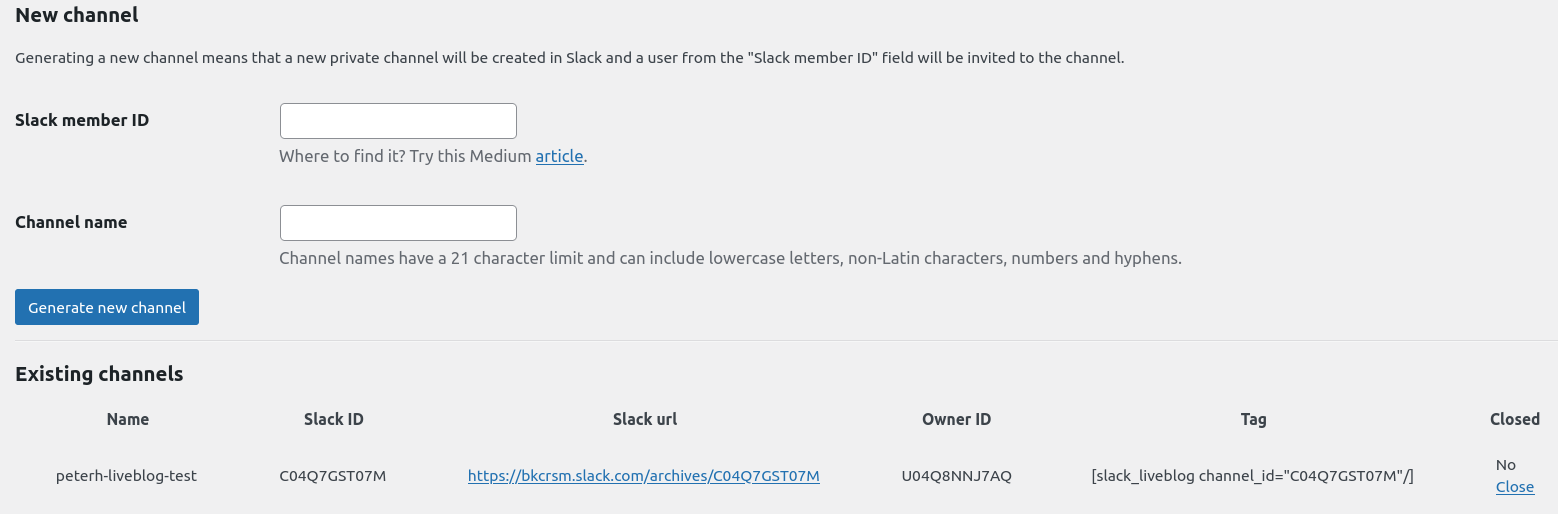 New channel
Generating a new channel means that a new private channel will be created in Slack and a user from the "Slack member ID" field will be invited to the channel.
Slack member ID
Where to find it? Try this Medium article.
Channel name
Channel names have a 21 character limit and can include lowercase letters, non-Latin characters, numbers and hyphens.
Generate new channel
Existing channels
Name Slack ID Slack url Owner ID Tag Closed
peterh-liveblog-test C04Q7GST07M https://bkcrsm.slack.com/archives/C04Q7GST07M U04Q8NNJ7AQ [slack_liveblog channel_id="C04Q7GST07M"/] No
Close